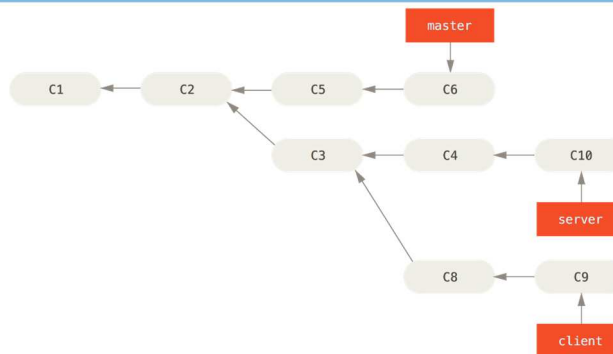 master
C1 C2 C5 C6
C3 C4 C10
server
C8 C9
client